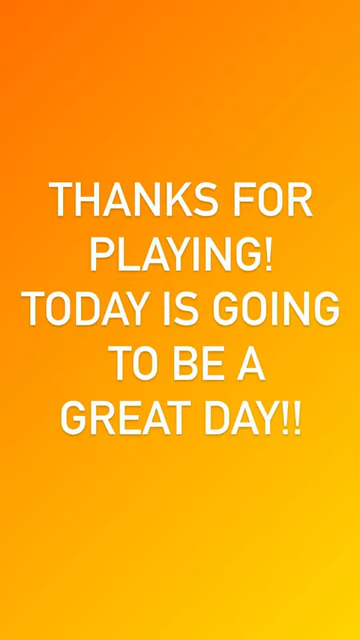 THANKS FOR
PLAYING!
TODAY IS GOING
TO BE A
GREAT DAY!!